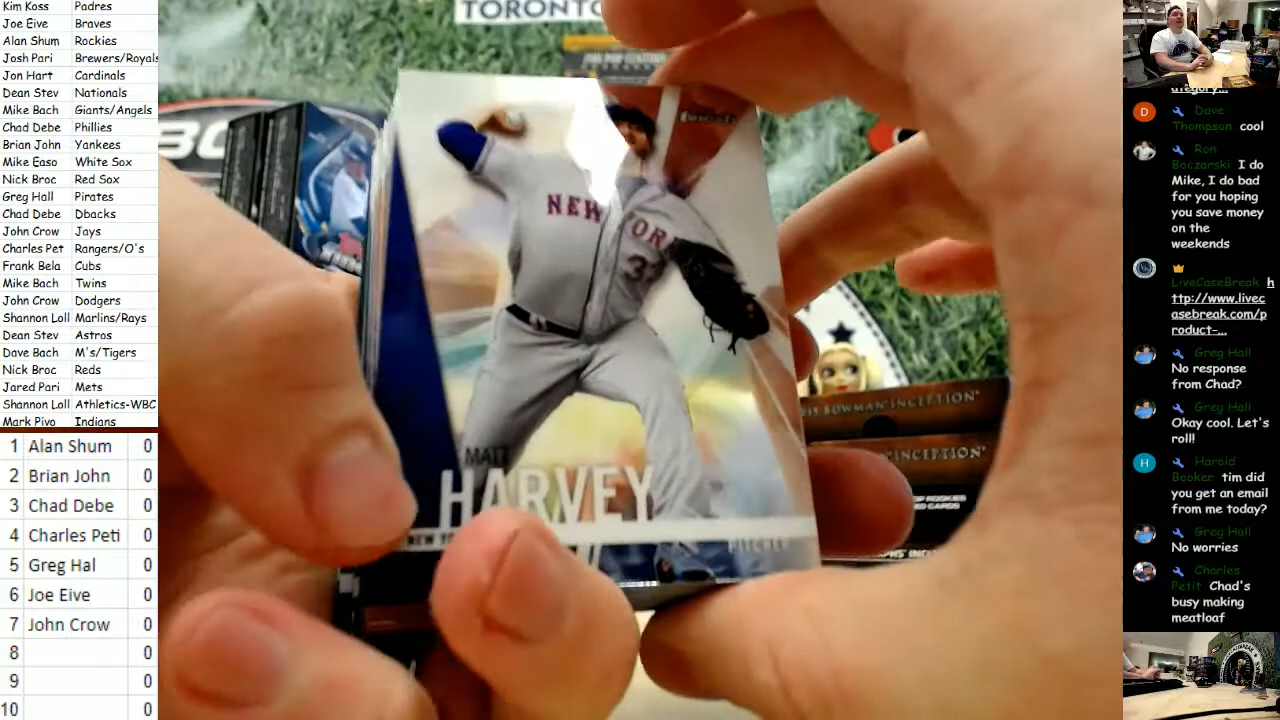 Kim Koss Padres
Joe Eive Braves
Alan Shum Rockies
Josh Pari Brewers/Royals
Jon Hart Cardinals
Dean Stev Nationals
Mike Bach Giants/Angels
Chad Debe Phillies
Brian John Yankees
Mike Easo White Sox
Nick Broc Red Sox
Greg Hall Pirates
Chad Debe Dbacks
John Crow Jays
Charles Pet Rangers/O's
Frank Bela Cubs
Mike Bach Twins
John Crow Dodgers
Shannon Loll Marlins/Rays
Dean Stev Astros
Dave Bach M's/Tigers
Nick Broc Reds
Jared Pari Mets
Shannon Loll Athletics-WBC
Mark Pivo Indians
1 Alan Shum 0
2 Brian John 0
3 Chad Debe 0
4 Charles Peti 0
5 Greg Hal 0
6 Joe Eive 0
7 John Crow 0
8 0
9 0
10 0
TORONTO
NEW YORK
MATT
HARVEY
PITCHER
BOWMAN INCEPTION
INCEPTION
ategory...
D Dave
Thompson cool
Ron
Boczarski I do
Mike, I do bad
for you hoping
you save money
on the
weekends
LiveCaseBreak h
ttp://www.livec
asebreak.com/p
roduct-...
Greg Hall
No response
from Chad?
Greg Hall
Okay cool. Let's
roll!
H Harold
Booker tim did
you get an email
from me today?
Greg Hall
No worries
Charles
Petit Chad's
busy making
meatloaf